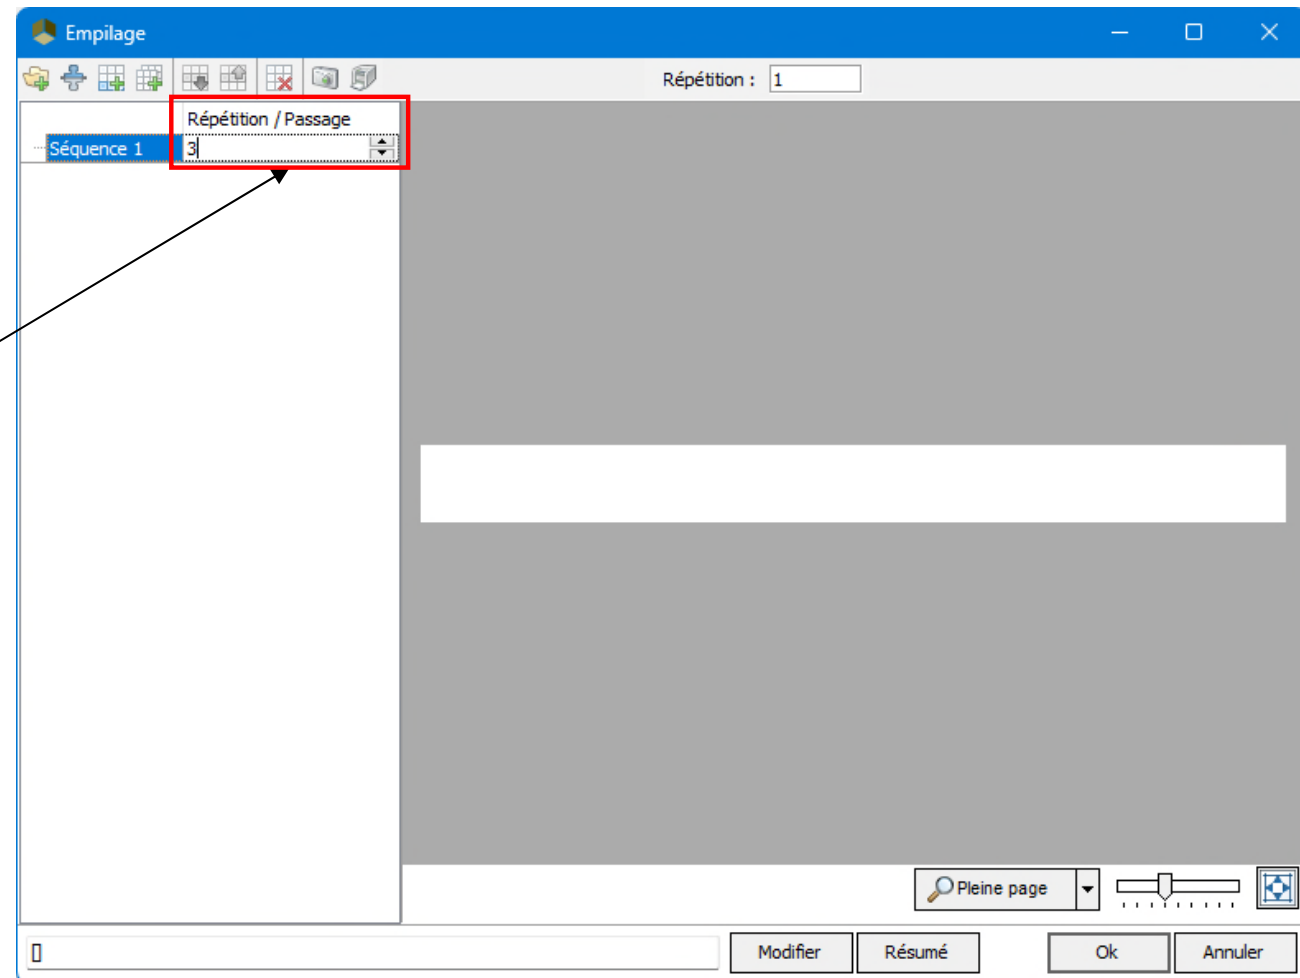 Empilage
Répétition : 1
Répétition / Passage
Séquence 1 3
Pleine page
[]
Modifier Résumé Ok Annuler